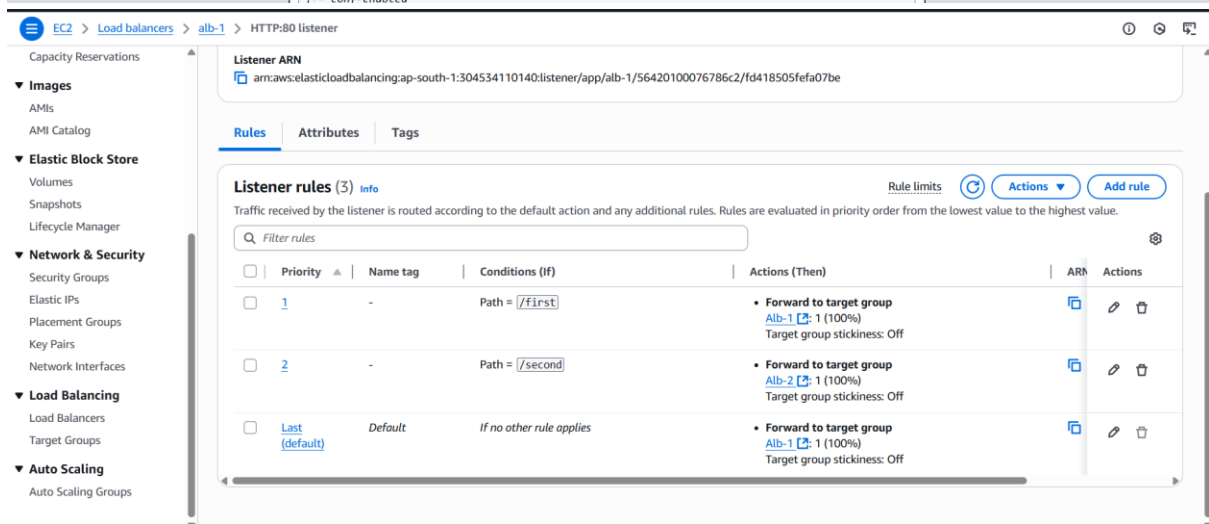 EC2 > Load balancers > alb-1 > HTTP:80 listener
Capacity Reservations
▼ Images
AMIs
AMI Catalog
▼ Elastic Block Store
Volumes
Snapshots
Lifecycle Manager
▼ Network & Security
Security Groups
Elastic IPs
Placement Groups
Key Pairs
Network Interfaces
▼ Load Balancing
Load Balancers
Target Groups
▼ Auto Scaling
Auto Scaling Groups
Listener ARN
arn:aws:elasticloadbalancing:ap-south-1:304534110140:listener/app/alb-1/56420100076786c2/fd418505fefa07be
Rules Attributes Tags
Listener rules (3) Info Rule limits Actions ▼ Add rule
Traffic received by the listener is routed according to the default action and any additional rules. Rules are evaluated in priority order from the lowest value to the highest value.
Filter rules
Priority Name tag Conditions (If) Actions (Then) ARN Actions
1 - Path = /first • Forward to target group
Alb-1: 1 (100%)
Target group stickiness: Off
2 - Path = /second • Forward to target group
Alb-2: 1 (100%)
Target group stickiness: Off
Last Default If no other rule applies • Forward to target group
(default) Alb-1: 1 (100%)
Target group stickiness: Off